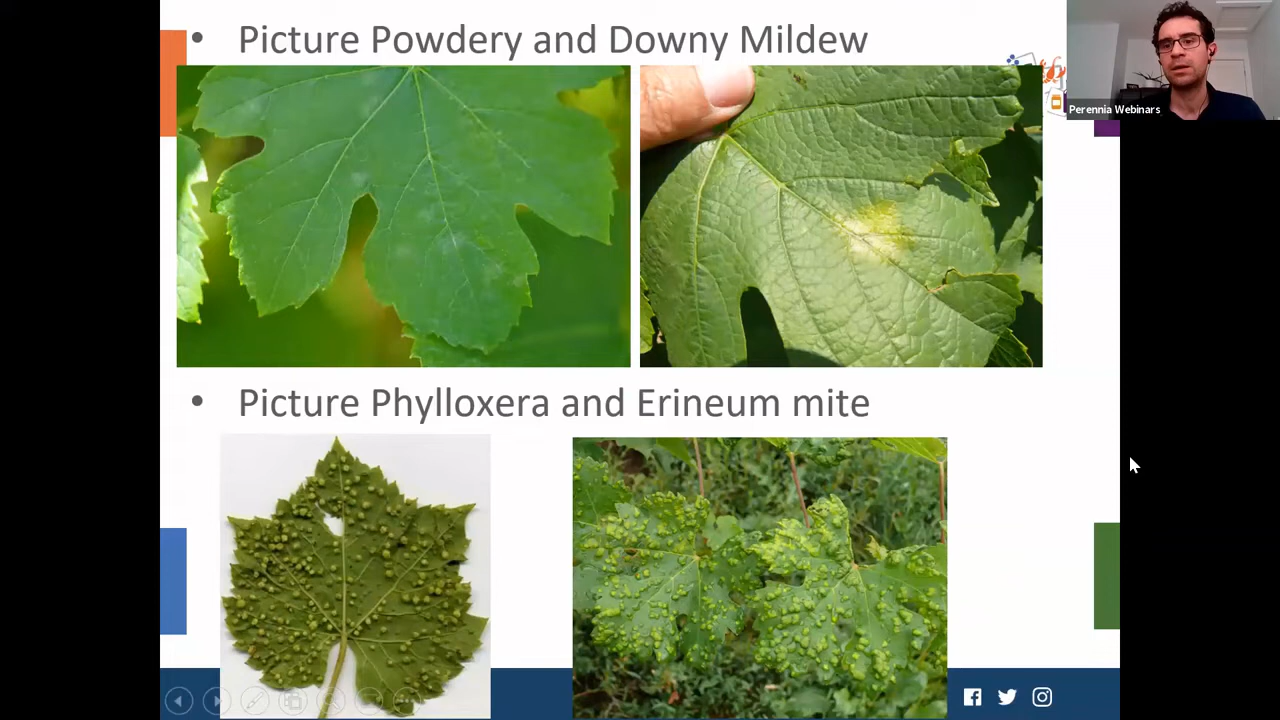 • Picture Powdery and Downy Mildew
Perennia Webinars
• Picture Phylloxera and Erineum mite